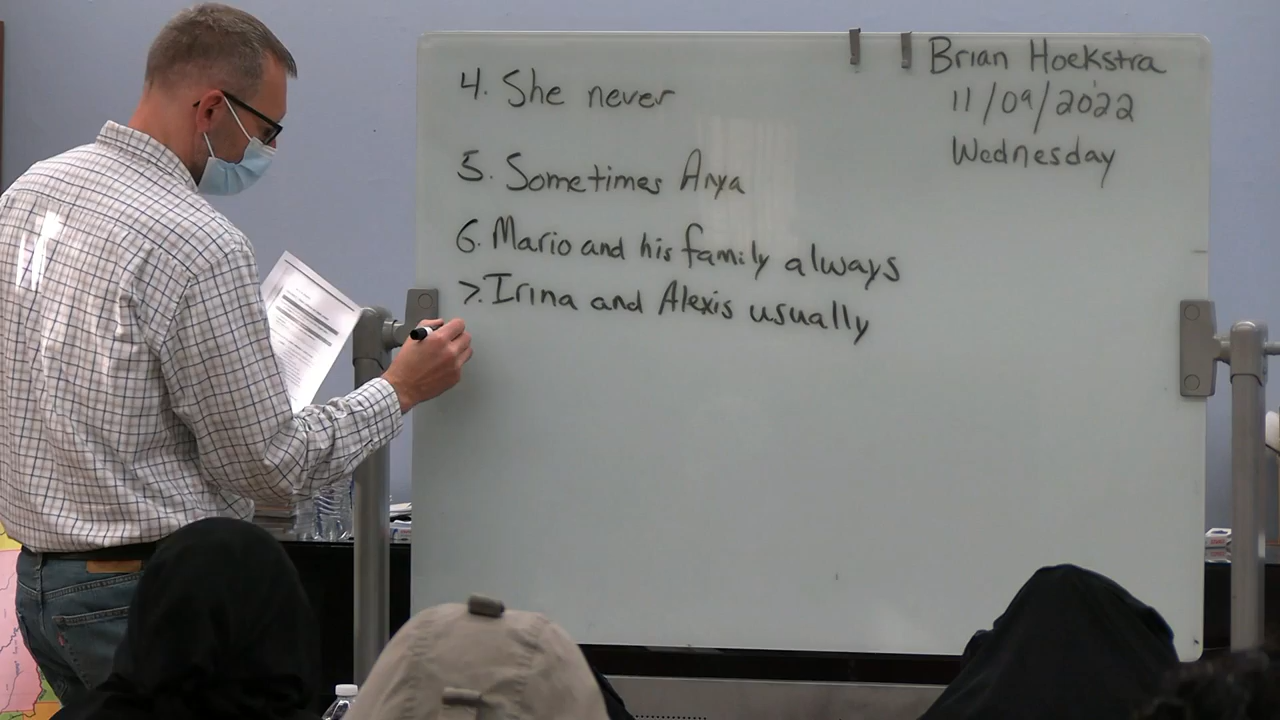 4. She never
5. Sometimes Anya
6. Mario and his family always
7. Irina and Alexis usually
Brian Hoekstra
11/09/2022
Wednesday